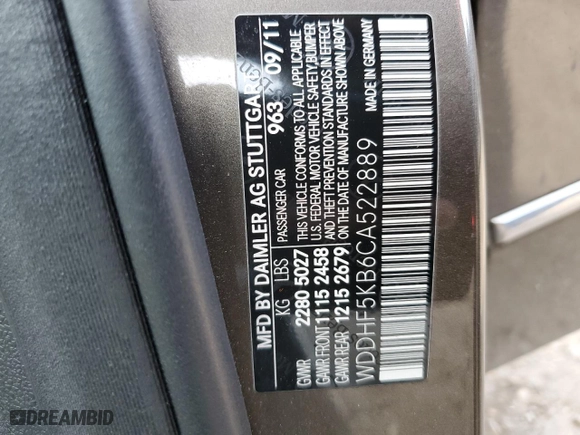 MFD BY DAIMLER AG STUTTGART
963 09/11
KG LBS PASSENGER CAR
GVWR 2280 5027
GAWR FRONT 1115 2458
GAWR REAR 1215 2679
THIS VEHICLE CONFORMS TO ALL APPLICABLE
U.S. FEDERAL MOTOR VEHICLE SAFETY,BUMPER
AND THEFT PREVENTION STANDARDS IN EFFECT
ON THE DATE OF MANUFACTURE SHOWN ABOVE
WDDHF5KB6CA522889
MADE IN GERMANY
DREAMBID